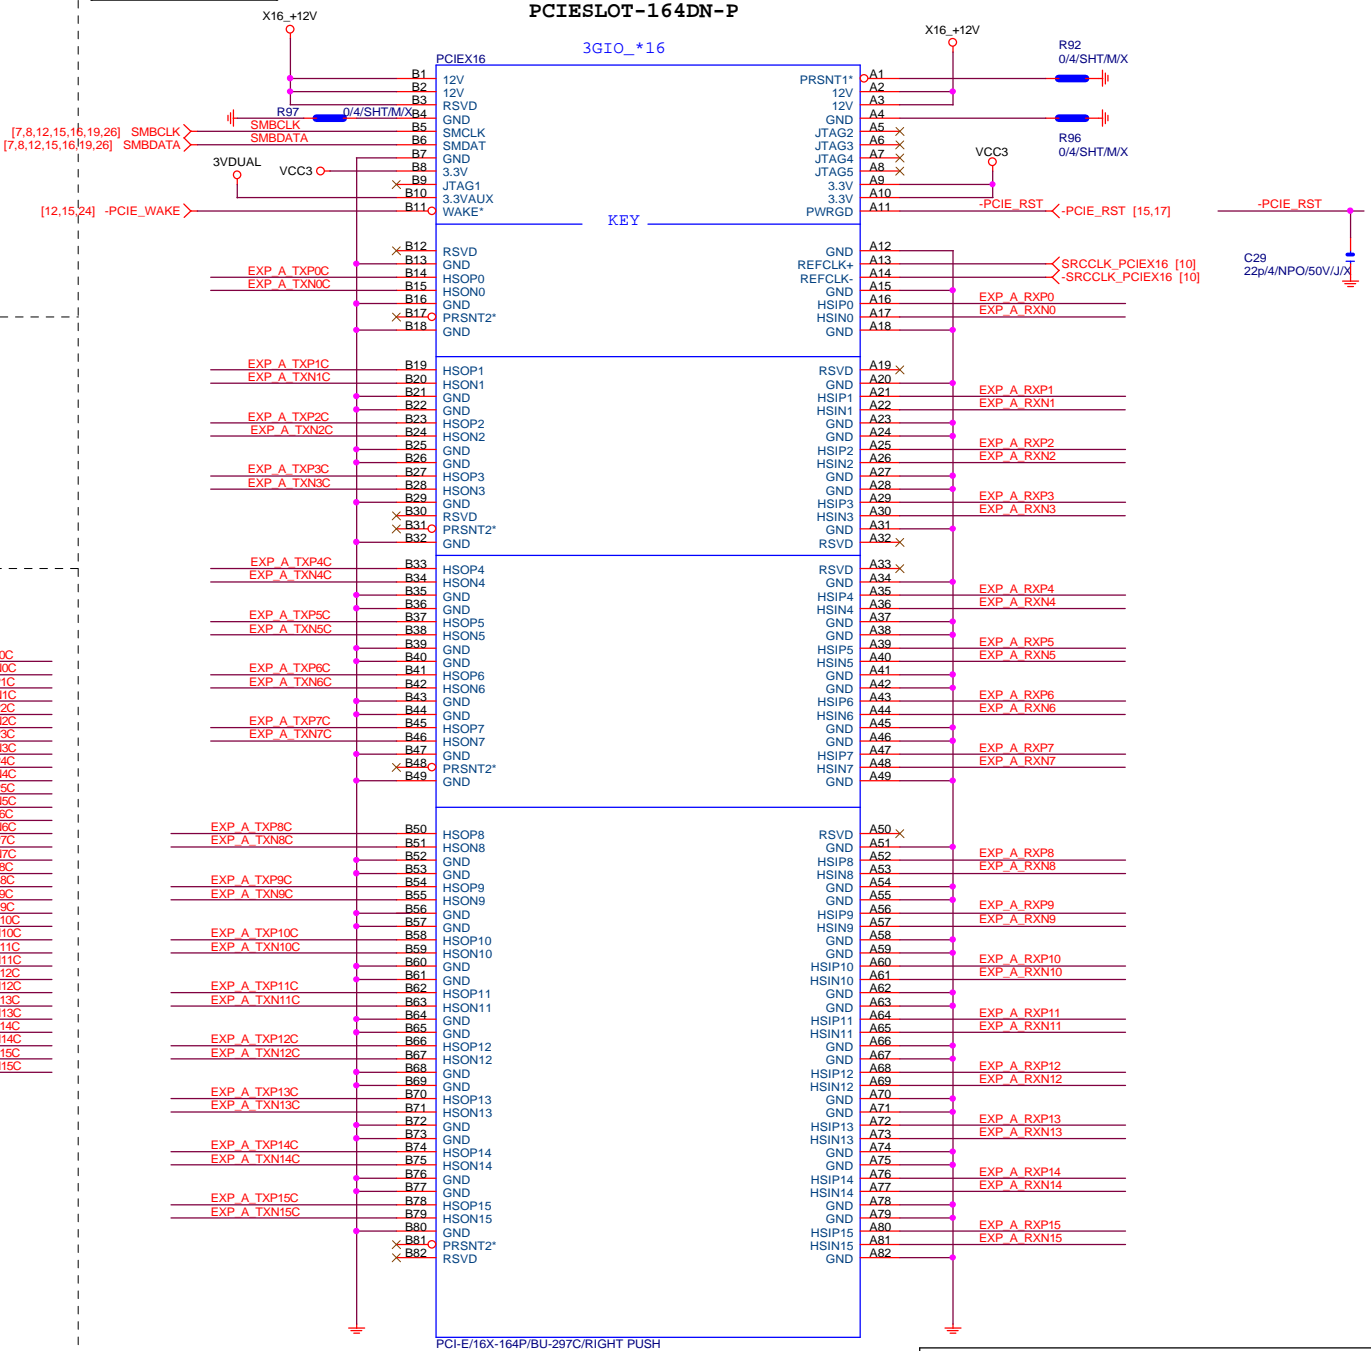 PCIESLOT-164DN-P
X16_+12V
3GIO_*16
X16_+12V
R92
0/4/SHT/M/X
PCIEX16
B1 12V PRSNT1* A1
B2 12V 12V A2
B3 RSVD 12V A3
R97 0/4/SHT/M/X B4 GND GND A4
[7,8,12,15,16,19,26] SMBCLK SMBCLK B5 SMCLK JTAG2 A5
[7,8,12,15,16,19,26] SMBDATA SMBDATA B6 SMDAT JTAG3 A6
R96
0/4/SHT/M/X
B7 GND JTAG4 A7
3VDUAL VCC3 B8 3.3V JTAG5 A8 VCC3
B9 JTAG1 3.3V A9
B10 3.3VAUX 3.3V A10
[12,15,24] -PCIE_WAKE B11 WAKE* PWRGD A11 -PCIE_RST -PCIE_RST [15,17] -PCIE_RST
KEY
B12 RSVD GND A12
B13 GND REFCLK+ A13 SRCCLK_PCIEX16 [10]
EXP_A_TXP0C B14 HSOP0 REFCLK- A14 -SRCCLK_PCIEX16 [10]
C29
22p/4/NPO/50V/J/X
EXP_A_TXN0C B15 HSON0 GND A15
B16 GND HSIP0 A16 EXP_A_RXP0
B17 PRSNT2* HSIN0 A17 EXP_A_RXN0
B18 GND GND A18
EXP_A_TXP1C B19 HSOP1 RSVD A19
EXP_A_TXN1C B20 HSON1 GND A20
B21 GND HSIP1 A21 EXP_A_RXP1
B22 GND HSIN1 A22 EXP_A_RXN1
EXP_A_TXP2C B23 HSOP2 GND A23
EXP_A_TXN2C B24 HSON2 GND A24
B25 GND HSIP2 A25 EXP_A_RXP2
B26 GND HSIN2 A26 EXP_A_RXN2
EXP_A_TXP3C B27 HSOP3 GND A27
EXP_A_TXN3C B28 HSON3 GND A28
B29 GND HSIP3 A29 EXP_A_RXP3
B30 RSVD HSIN3 A30 EXP_A_RXN3
B31 PRSNT2* GND A31
B32 GND RSVD A32
EXP_A_TXP4C B33 HSOP4 RSVD A33
EXP_A_TXN4C B34 HSON4 GND A34
B35 GND HSIP4 A35 EXP_A_RXP4
B36 GND HSIN4 A36 EXP_A_RXN4
EXP_A_TXP5C B37 HSOP5 GND A37
EXP_A_TXN5C B38 HSON5 GND A38
B39 GND HSIP5 A39 EXP_A_RXP5
B40 GND HSIN5 A40 EXP_A_RXN5
EXP_A_TXP6C B41 HSOP6 GND A41
EXP_A_TXN6C B42 HSON6 GND A42
B43 GND HSIP6 A43 EXP_A_RXP6
B44 GND HSIN6 A44 EXP_A_RXN6
EXP_A_TXP7C B45 HSOP7 GND A45
EXP_A_TXN7C B46 HSON7 GND A46
B47 GND HSIP7 A47 EXP_A_RXP7
B48 PRSNT2* HSIN7 A48 EXP_A_RXN7
B49 GND GND A49
EXP_A_TXP8C B50 HSOP8 RSVD A50
EXP_A_TXN8C B51 HSON8 GND A51
B52 GND HSIP8 A52 EXP_A_RXP8
B53 GND HSIN8 A53 EXP_A_RXN8
EXP_A_TXP9C B54 HSOP9 GND A54
EXP_A_TXN9C B55 HSON9 GND A55
B56 GND HSIP9 A56 EXP_A_RXP9
B57 GND HSIN9 A57 EXP_A_RXN9
EXP_A_TXP10C B58 HSOP10 GND A58
EXP_A_TXN10C B59 HSON10 GND A59
B60 GND HSIP10 A60 EXP_A_RXP10
B61 GND HSIN10 A61 EXP_A_RXN10
EXP_A_TXP11C B62 HSOP11 GND A62
EXP_A_TXN11C B63 HSON11 GND A63
B64 GND HSIP11 A64 EXP_A_RXP11
B65 GND HSIN11 A65 EXP_A_RXN11
EXP_A_TXP12C B66 HSOP12 GND A66
EXP_A_TXN12C B67 HSON12 GND A67
B68 GND HSIP12 A68 EXP_A_RXP12
B69 GND HSIN12 A69 EXP_A_RXN12
EXP_A_TXP13C B70 HSOP13 GND A70
EXP_A_TXN13C B71 HSON13 GND A71
B72 GND HSIP13 A72 EXP_A_RXP13
B73 GND HSIN13 A73 EXP_A_RXN13
EXP_A_TXP14C B74 HSOP14 GND A74
EXP_A_TXN14C B75 HSON14 GND A75
B76 GND HSIP14 A76 EXP_A_RXP14
B77 GND HSIN14 A77 EXP_A_RXN14
EXP_A_TXP15C B78 HSOP15 GND A78
EXP_A_TXN15C B79 HSON15 GND A79
B80 GND HSIP15 A80 EXP_A_RXP15
B81 PRSNT2* HSIN15 A81 EXP_A_RXN15
B82 RSVD GND A82
PCI-E/16X-164P/BU-297C/RIGHT PUSH